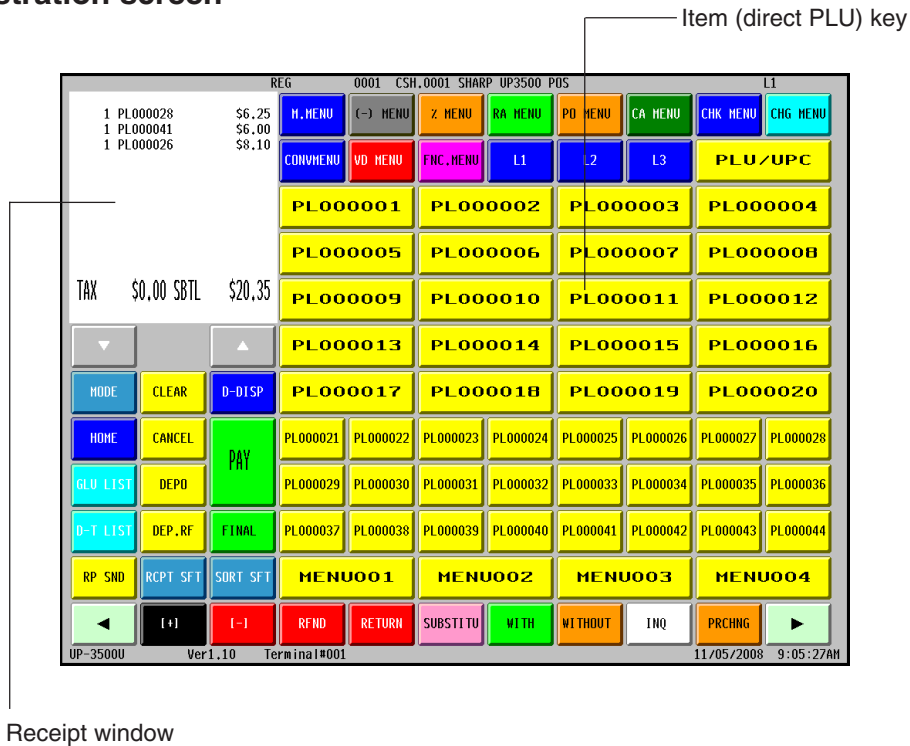 stration screen
Item (direct PLU) key
REG 0001 CSH.0001 SHARP UP3500 POS L1
1 PL000028 $6.25
1 PL000041 $6.00
1 PL000026 $8.10
TAX $0.00 SBTL $20.35
M.MENU (-) MENU % MENU RA MENU PO MENU CA MENU CHK MENU CHG MENU
CONVMENU VD MENU FNC.MENU L1 L2 L3 PLU/UPC
PL000001 PL000002 PL000003 PL000004
PL000005 PL000006 PL000007 PL000008
PL000009 PL000010 PL000011 PL000012
PL000013 PL000014 PL000015 PL000016
MODE CLEAR D-DISP PL000017 PL000018 PL000019 PL000020
HOME CANCEL PAY PL000021 PL000022 PL000023 PL000024 PL000025 PL000026 PL000027 PL000028
GLU LIST DEPO PL000029 PL000030 PL000031 PL000032 PL000033 PL000034 PL000035 PL000036
D-T LIST DEP.RF FINAL PL000037 PL000038 PL000039 PL000040 PL000041 PL000042 PL000043 PL000044
RP SND RCPT SFT SORT SFT MENU001 MENU002 MENU003 MENU004
[+] [-] RFND RETURN SUBSTITU WITH WITHOUT INQ PRCHNG
UP-3500U Ver1.10 Terminal#001 11/05/2008 9:05:27AM
Receipt window